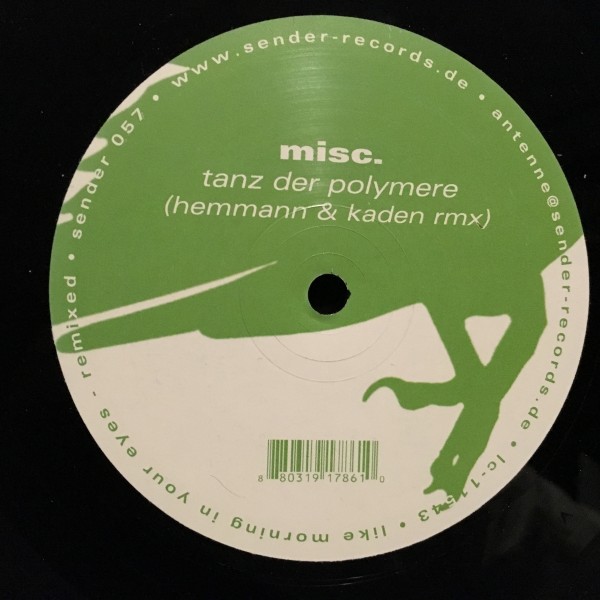 misc.
tanz der polymere
(hemmann & kaden rmx)
8 80319 17861 0
sender 057 • www.sender-records.de • antenne@sender-records.de • lc-11543 • like morning in your eyes - remixed •